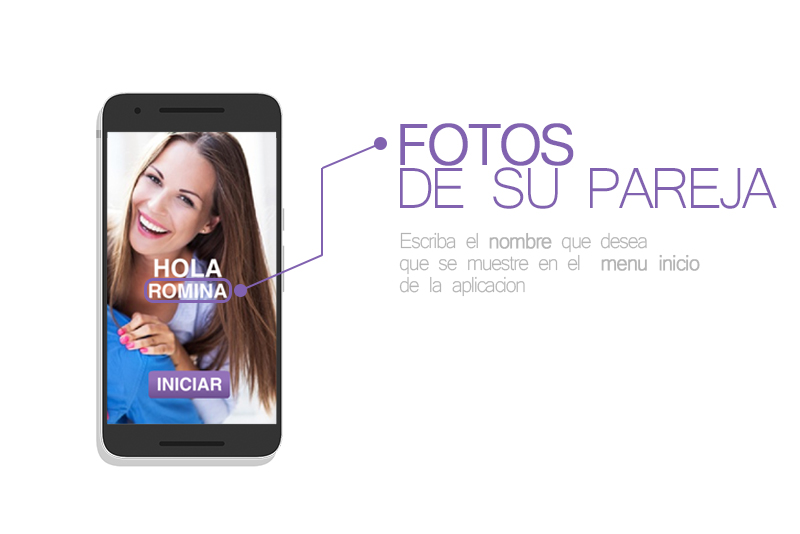 HOLA
ROMINA
INICIAR
FOTOS
DE SU PAREJA
Escriba el nombre que desea
que se muestre en el menu inicio
de la aplicacion